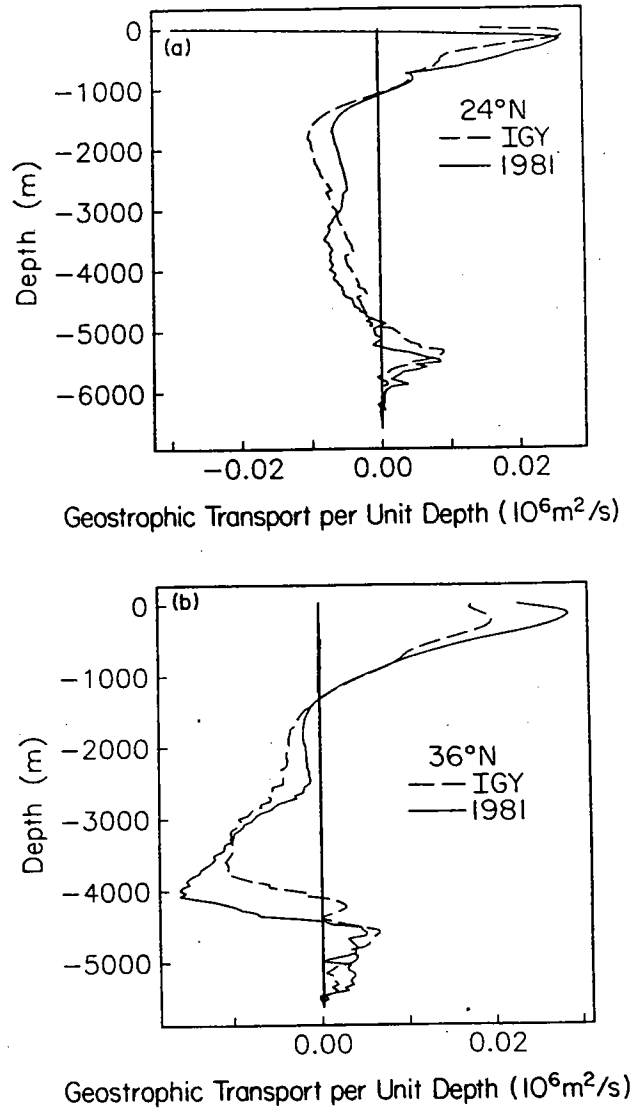 (a)
0
−1000
−2000
−3000
−4000
−5000
−6000
Depth (m)
24°N
IGY
1981
−0.02
0.00
0.02
Geostrophic Transport per Unit Depth (10⁶m²/s)
(b)
0
−1000
−2000
−3000
−4000
−5000
Depth (m)
36°N
IGY
1981
0.00
0.02
Geostrophic Transport per Unit Depth (10⁶m²/s)